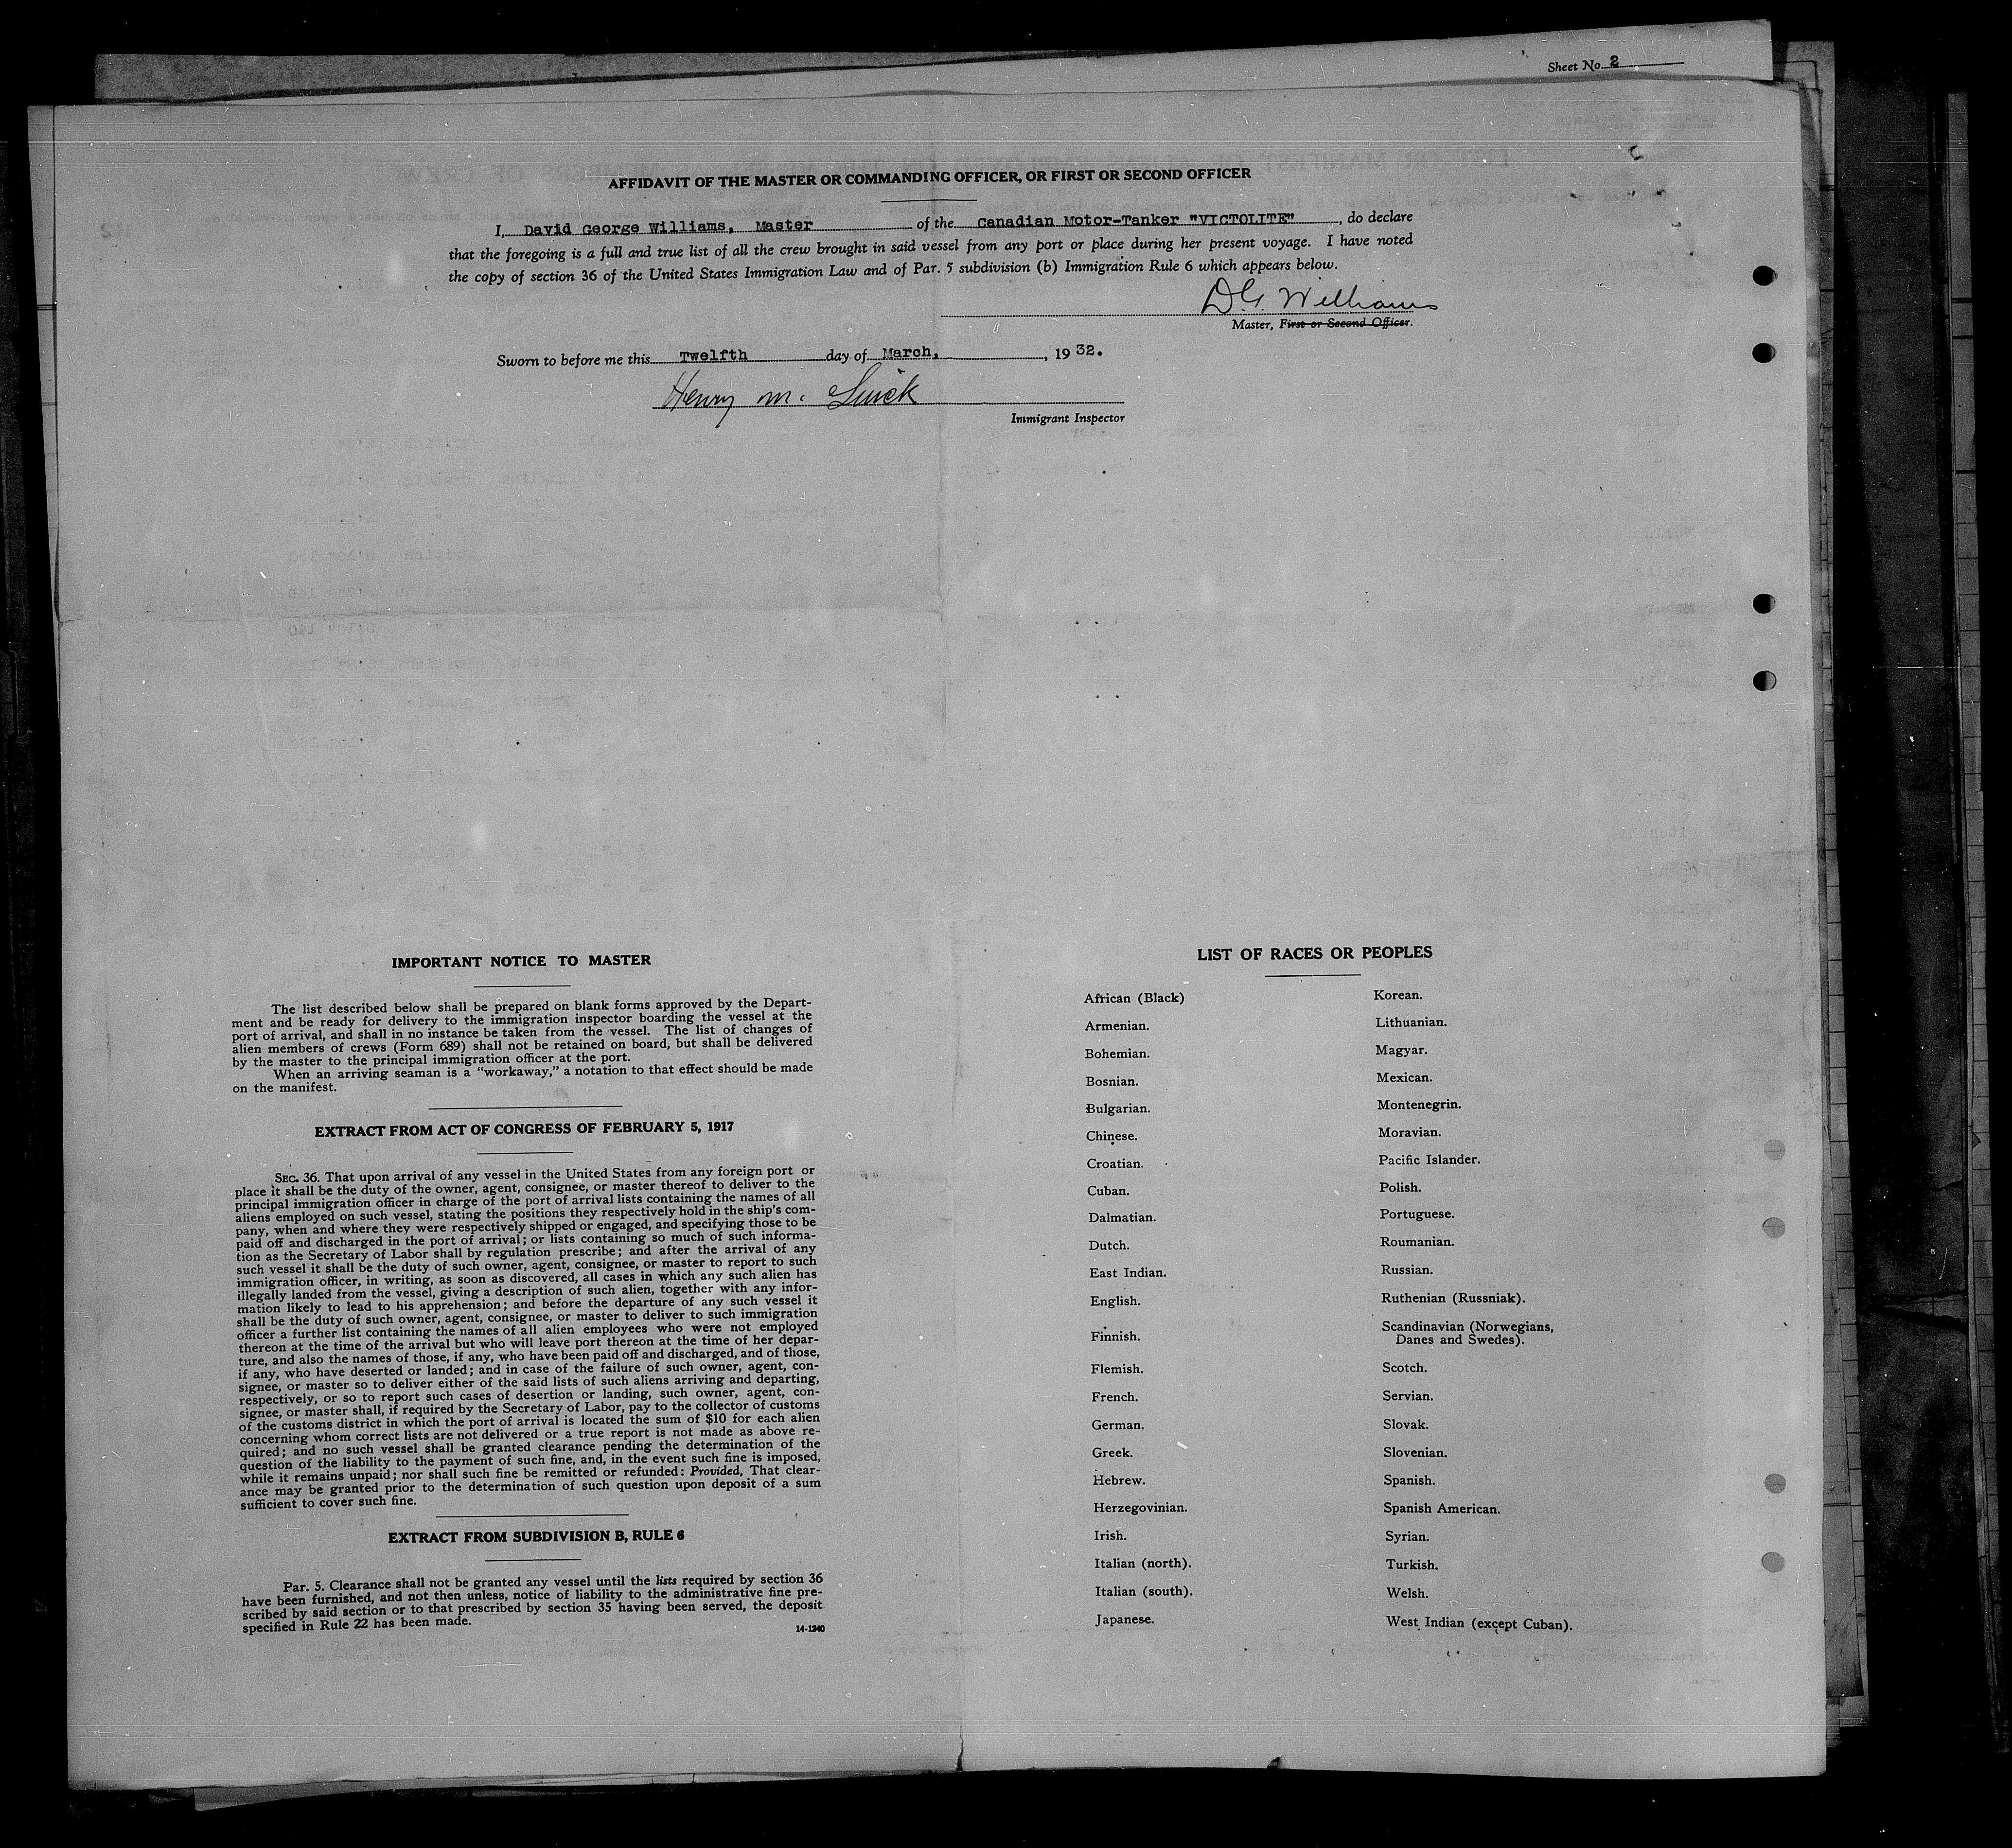 Sheet No. 2
AFFIDAVIT OF THE MASTER OR COMMANDING OFFICER, OR FIRST OR SECOND OFFICER
I, David George Williams, Master of the Canadian Motor-Tanker "VICTOLITE", do declare
that the foregoing is a full and true list of all the crew brought in said vessel from any port or place during her present voyage. I have noted
the copy of section 36 of the United States Immigration Law and of Par. 5 subdivision (b) Immigration Rule 6 which appears below.
D.G. Williams
Master, First or Second Officer.
Sworn to before me this Twelfth day of March, , 19 32.
Henry M.
Immigrant Inspector
IMPORTANT NOTICE TO MASTER
The list described below shall be prepared on blank forms approved by the Depart-
ment and be ready for delivery to the immigration inspector boarding the vessel at the
port of arrival, and shall in no instance be taken from the vessel. The list of changes of
alien members of crews (Form 689) shall not be retained on board, but shall be delivered
by the master to the principal immigration officer at the port.
When an arriving seaman is a "workaway," a notation to that effect should be made
on the manifest.
EXTRACT FROM ACT OF CONGRESS OF FEBRUARY 5, 1917
SEC. 36. That upon arrival of any vessel in the United States from any foreign port or
place it shall be the duty of the owner, agent, consignee, or master thereof to deliver to the
principal immigration officer in charge of the port of arrival lists containing the names of all
aliens employed on such vessel, stating the positions they respectively hold in the ship's com-
pany, when and where they were respectively shipped or engaged, and specifying those to be
paid off and discharged in the port of arrival; or lists containing so much of such informa-
tion as the Secretary of Labor shall by regulation prescribe; and after the arrival of any
such vessel it shall be the duty of such owner, agent, consignee, or master to report to such
immigration officer, in writing, as soon as discovered, all cases in which any such alien has
illegally landed from the vessel, giving a description of such alien, together with any infor-
mation likely to lead to his apprehension; and before the departure of any such vessel it
shall be the duty of such owner, agent, consignee, or master to deliver to such immigration
officer a further list containing the names of all alien employees who were not employed
thereon at the time of the arrival but who will leave port thereon at the time of her depar-
ture, and also the names of those, if any, who have been paid off and discharged, and of those,
if any, who have deserted or landed; and in case of the failure of such owner, agent, con-
signee, or master so to deliver either of the said lists of such aliens arriving and departing,
respectively, or so to report such cases of desertion or landing, such owner, agent, con-
signee, or master shall, if required by the Secretary of Labor, pay to the collector of customs
of the customs district in which the port of arrival is located the sum of $10 for each alien
concerning whom correct lists are not delivered or a true report is not made as above re-
quired; and no such vessel shall be granted clearance pending the determination of the
question of the liability to the payment of such fine, and, in the event such fine is imposed,
while it remains unpaid; nor shall such fine be remitted or refunded: Provided, That clear-
ance may be granted prior to the determination of such question upon deposit of a sum
sufficient to cover such fine.
EXTRACT FROM SUBDIVISION B, RULE 6
Par. 5. Clearance shall not be granted any vessel until the lists required by section 36
have been furnished, and not then unless, notice of liability to the administrative fine pre-
scribed by said section or to that prescribed by section 35 having been served, the deposit
specified in Rule 22 has been made.
14-1240
LIST OF RACES OR PEOPLES
African (Black)
Armenian.
Bohemian.
Bosnian.
Bulgarian.
Chinese.
Croatian.
Cuban.
Dalmatian.
Dutch.
East Indian.
English.
Finnish.
Flemish.
French.
German.
Greek.
Hebrew.
Herzegovinian.
Irish.
Italian (north).
Italian (south).
Japanese.
Korean.
Lithuanian.
Magyar.
Mexican.
Montenegrin.
Moravian.
Pacific Islander.
Polish.
Portuguese.
Roumanian.
Russian.
Ruthenian (Russniak).
Scandinavian (Norwegians,
Danes and Swedes).
Scotch.
Servian.
Slovak.
Slovenian.
Spanish.
Spanish American.
Syrian.
Turkish.
Welsh.
West Indian (except Cuban).